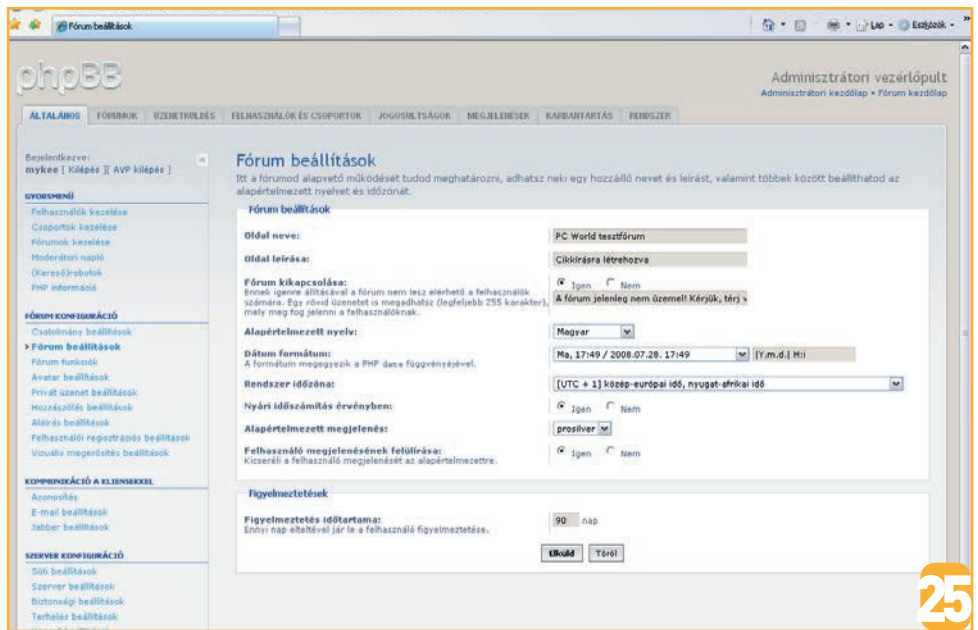 Fórum beállítások
Lap
Eszközök
phpBB
Adminisztrátori vezérlőpult
Adminisztrátori kezdőlap • Fórum kezdőlap
ÁLTALÁNOS FÓRUMOK ÜZENETKÜLDÉS FELHASZNÁLÓK ÉS CSOPORTOK JOGOSULTSÁGOK MEGJELENÉSEK KARBANTARTÁS RENDSZER
Bejelentkezve:
mykee [ Kilépés ][ AVP kilépés ]
GYORSMENÜ
Felhasználók kezelése
Csoportok kezelése
Fórumok kezelése
Moderátori napló
(Kereső)robotok
PHP információ
FÓRUM KONFIGURÁCIÓ
Csatolmány beállítások
Fórum beállítások
Fórum funkciók
Avatar beállítások
Privát üzenet beállítások
Hozzászólás beállítások
Aláírás beállítások
Felhasználói regisztrációs beállítások
Vizuális megerősítés beállítások
KOMMUNIKÁCIÓ A KLIENSEKKEL
Azonosítás
E-mail beállítások
Jabber beállítások
SZERVER KONFIGURÁCIÓ
Süti beállítások
Szerver beállítások
Biztonsági beállítások
Terhelés beállítások
Fórum beállítások
Itt a fórumod alapvető működését tudod meghatározni, adhatsz neki egy hozzáillő nevet és leírást, valamint többek között beállíthatod az
alapértelmezett nyelvet és időzónát.
Fórum beállítások
Oldal neve: PC World tesztfórum
Oldal leírása: Cikkírásra létrehozva
Fórum kikapcsolása: Igen Nem
Ennek igenre állításával a fórum nem lesz elérhető a felhasználók
számára. Egy rövid üzenetet is megadhatsz (legfeljebb 255 karakter), A fórum jelenleg nem üzemel! Kérjük, térj v
mely meg fog jelenni a felhasználóknak.
Alapértelmezett nyelv: Magyar
Dátum formátum: Ma, 17:49 / 2008.07.28. 17:49 |Y.m.d.| H:i
A formátum megegyezik a PHP date függvényéjével.
Rendszer időzóna: [UTC + 1] közép-európai idő, nyugat-afrikai idő
Nyári időszámítás érvényben: Igen Nem
Alapértelmezett megjelenés: prosilver
Felhasználó megjelenésének felülírása: Igen Nem
Kicseréli a felhasználó megjelenését az alapértelmezettre.
Figyelmeztetések
Figyelmeztetés időtartama: 90 nap
Ennyi nap elteltével jár le a felhasználó figyelmeztetése.
Elküld Töröl
25